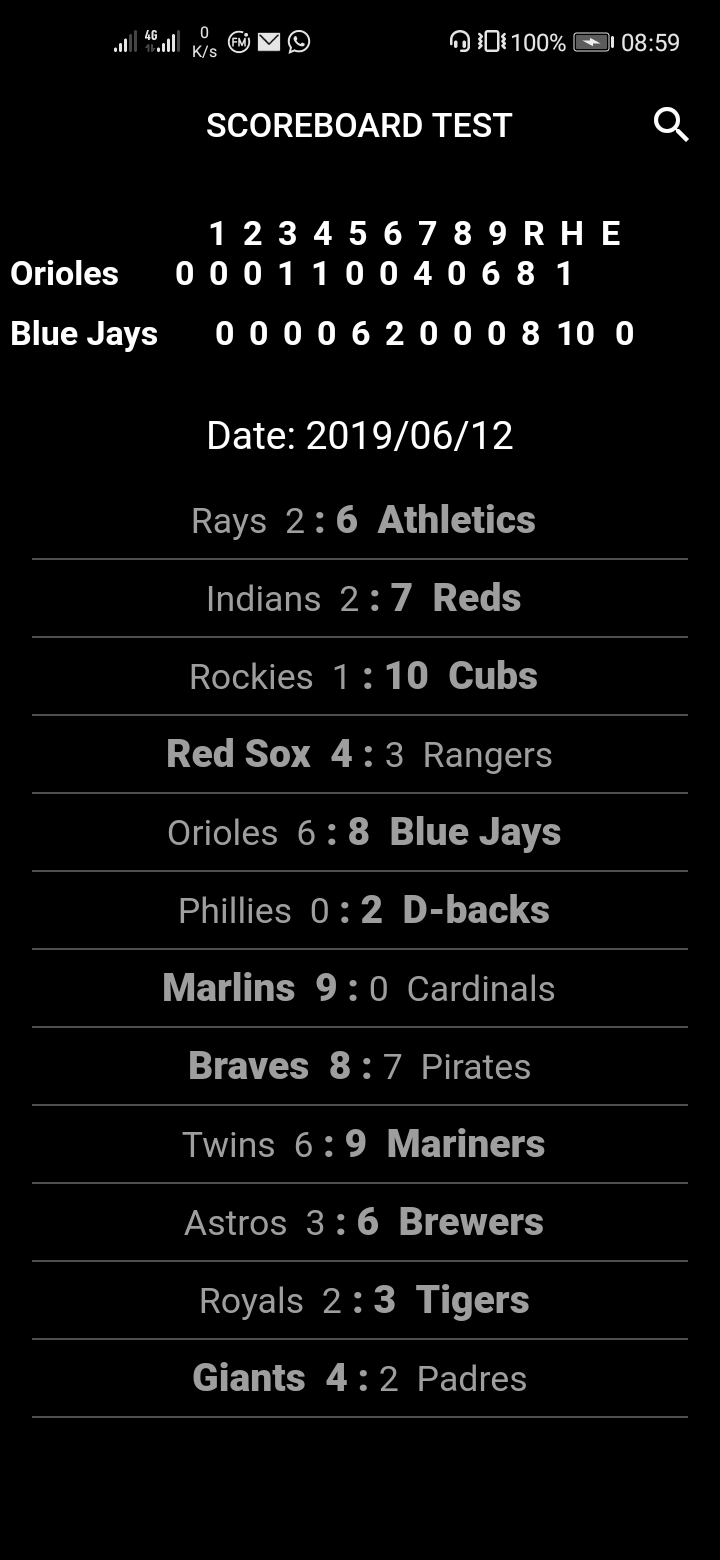 4G 0 K/s FM 100% 08:59
SCOREBOARD TEST
1 2 3 4 5 6 7 8 9 R H E
Orioles 0 0 0 1 1 0 0 4 0 6 8 1
Blue Jays 0 0 0 0 6 2 0 0 0 8 10 0
Date: 2019/06/12
Rays 2 : 6 Athletics
Indians 2 : 7 Reds
Rockies 1 : 10 Cubs
Red Sox 4 : 3 Rangers
Orioles 6 : 8 Blue Jays
Phillies 0 : 2 D-backs
Marlins 9 : 0 Cardinals
Braves 8 : 7 Pirates
Twins 6 : 9 Mariners
Astros 3 : 6 Brewers
Royals 2 : 3 Tigers
Giants 4 : 2 Padres